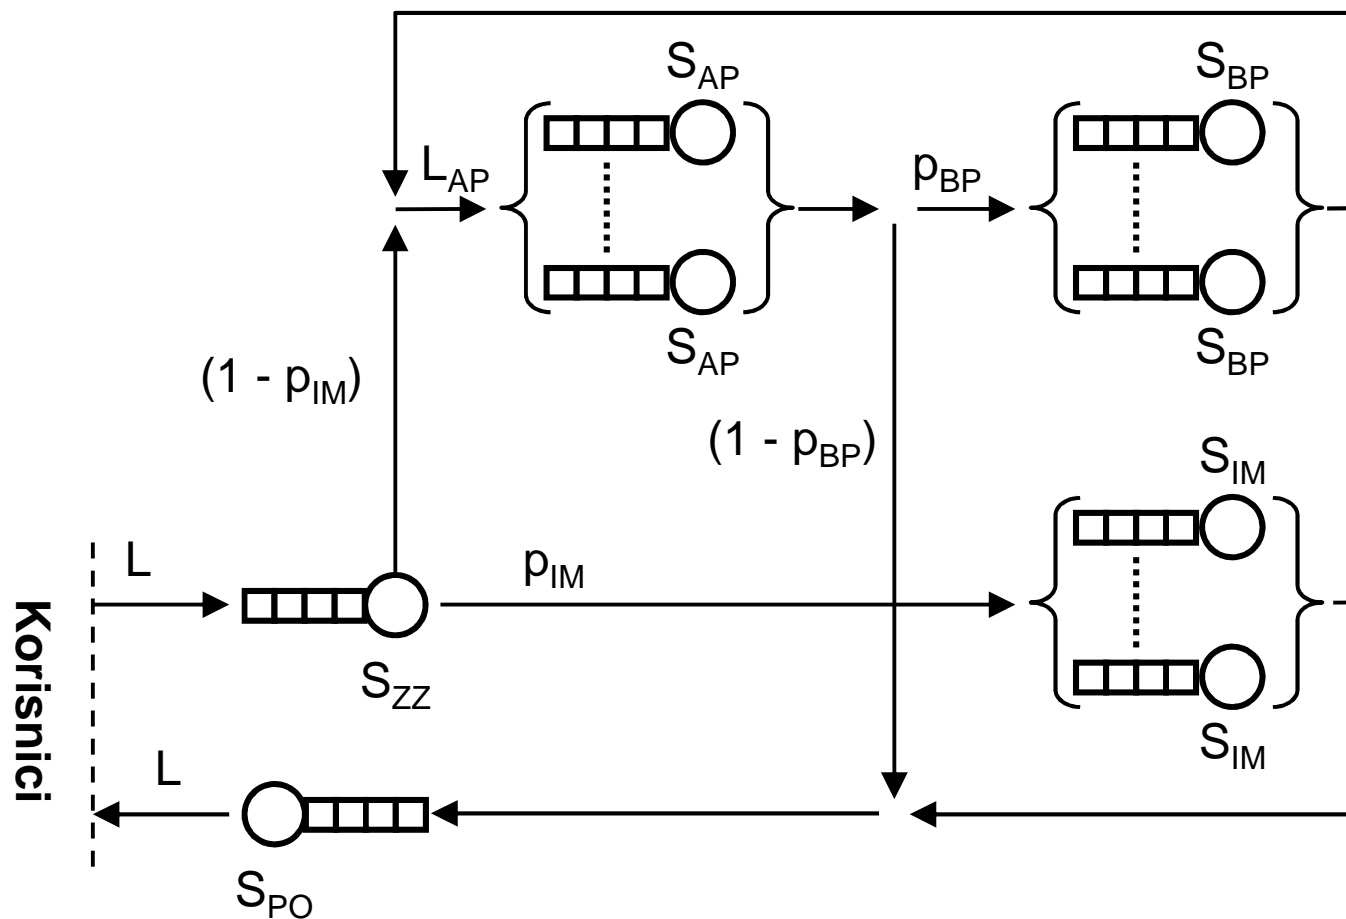 S_AP
S_BP
L_AP
p_BP
S_AP
S_BP
(1 - p_IM)
(1 - p_BP)
S_IM
L
p_IM
Korisnici
S_ZZ
S_IM
L
S_PO